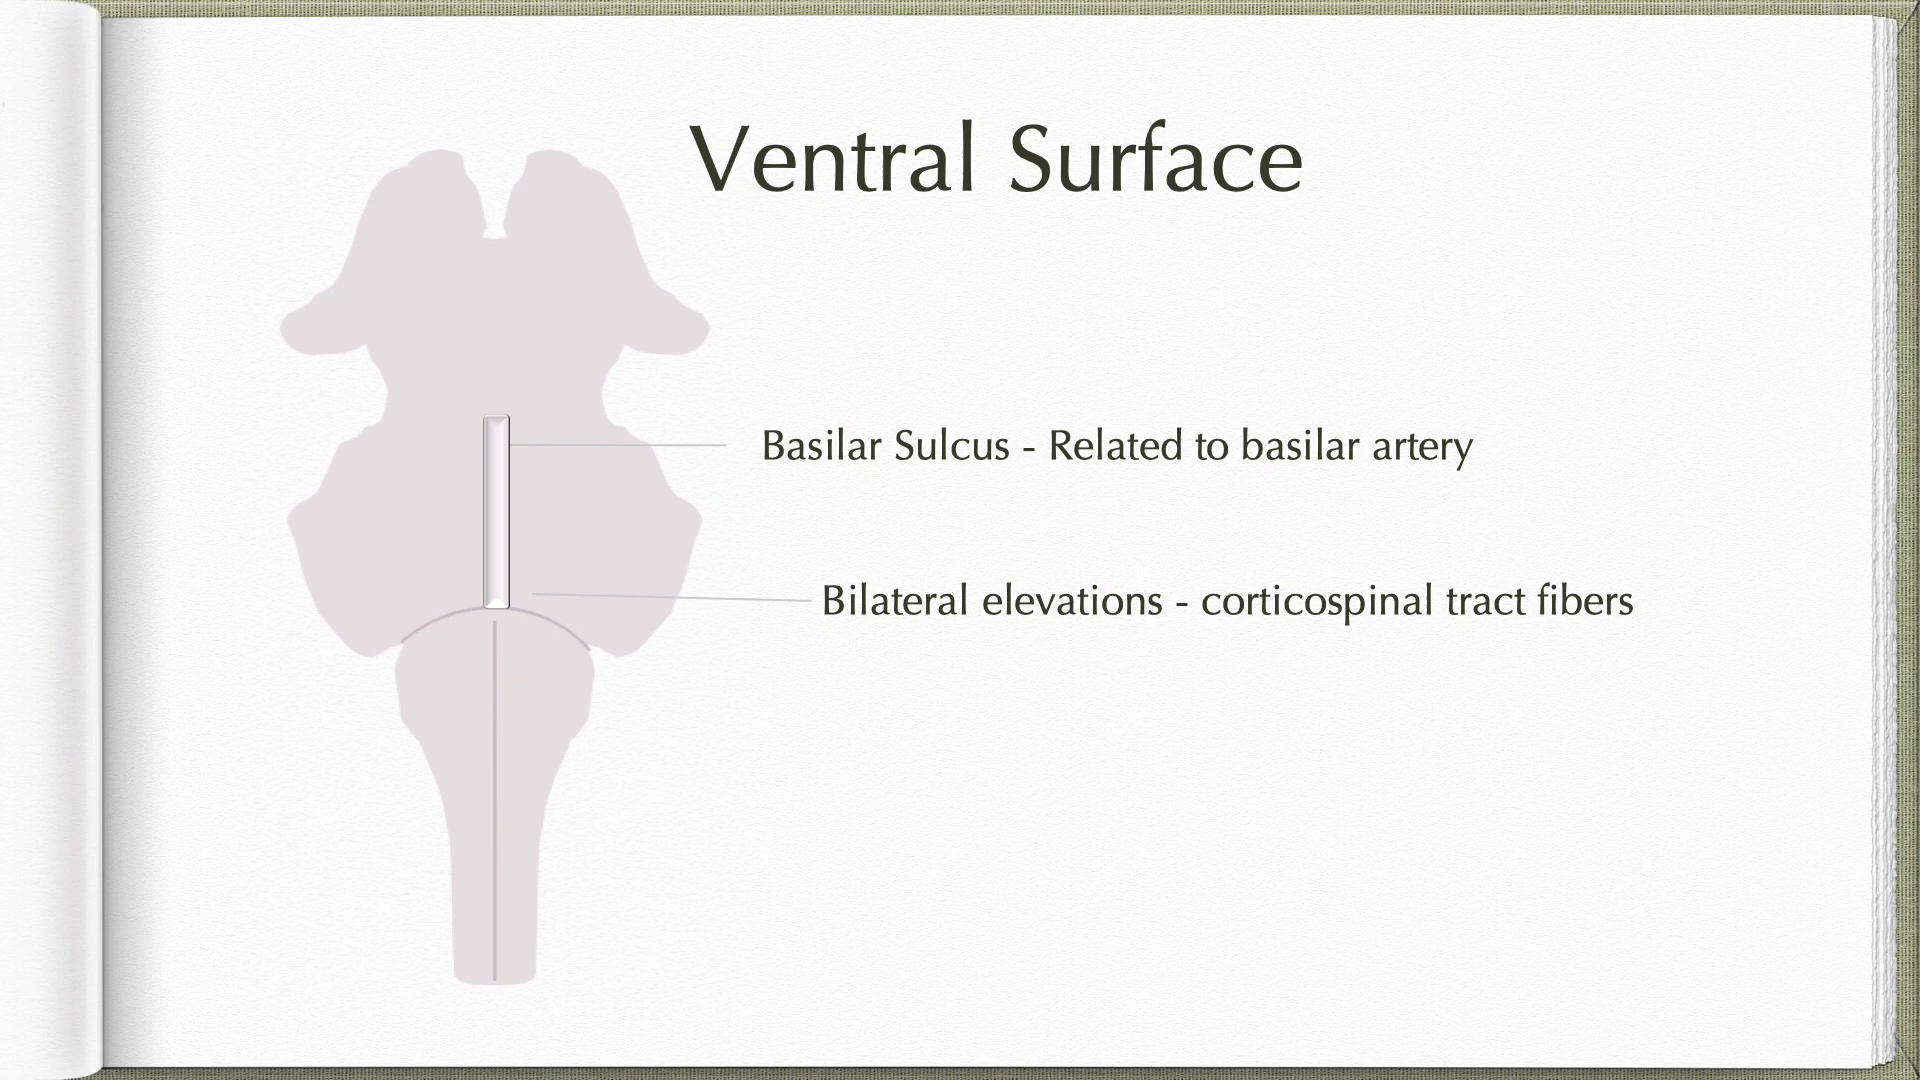 Ventral Surface
Basilar Sulcus - Related to basilar artery
Bilateral elevations - corticospinal tract fibers